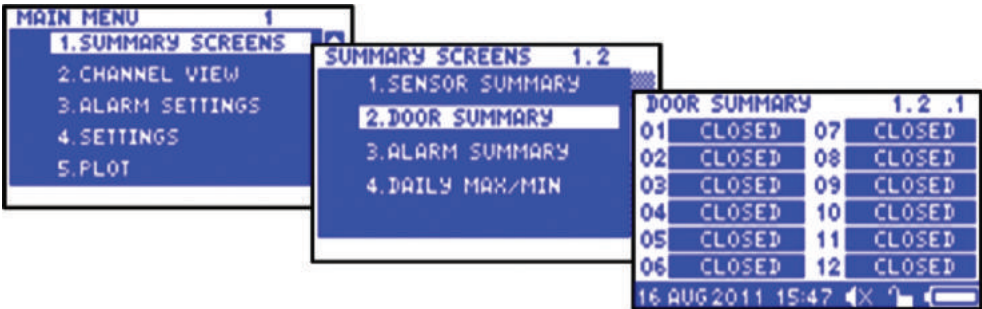 MAIN MENU 1
1.SUMMARY SCREENS
2.CHANNEL VIEW
3.ALARM SETTINGS
4.SETTINGS
5.PLOT
SUMMARY SCREENS 1.2
1.SENSOR SUMMARY
2.DOOR SUMMARY
3.ALARM SUMMARY
4.DAILY MAX/MIN
DOOR SUMMARY 1.2 .1
01 CLOSED 07 CLOSED
02 CLOSED 08 CLOSED
03 CLOSED 09 CLOSED
04 CLOSED 10 CLOSED
05 CLOSED 11 CLOSED
06 CLOSED 12 CLOSED
16 AUG 2011 15:47